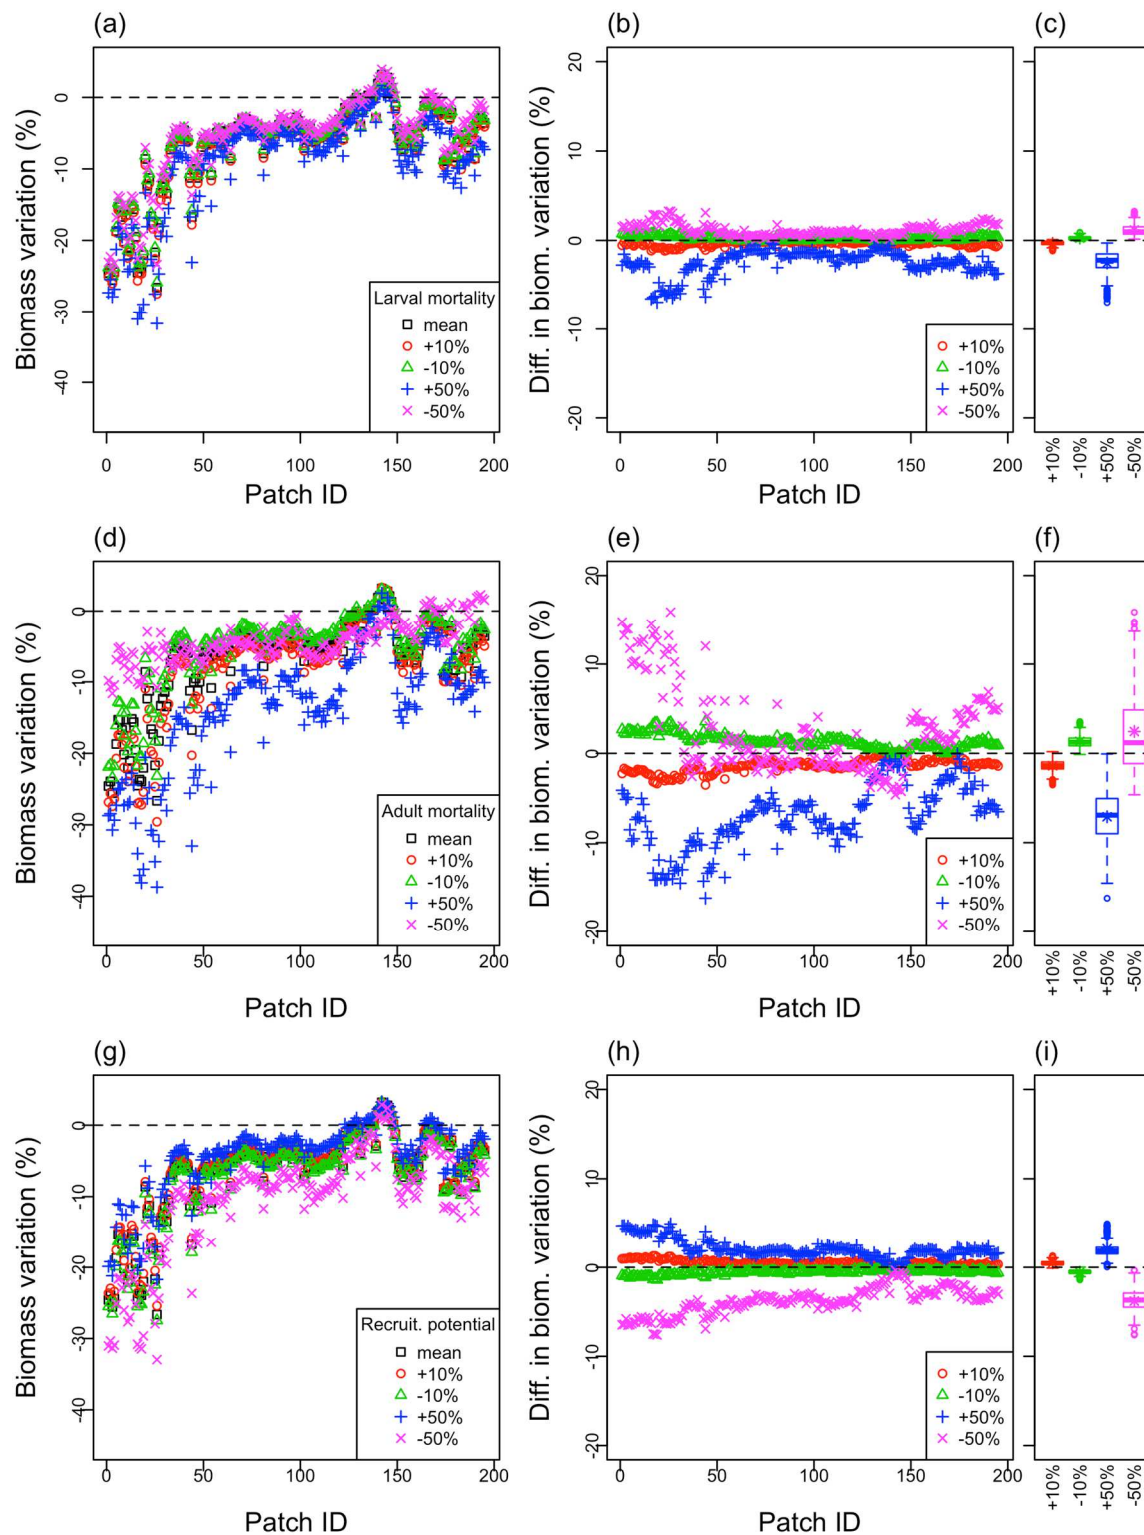 (a) (b) (c)
Biomass variation (%)
0
-10
-20
-30
-40
Larval mortality
mean
+10%
-10%
+50%
-50%
0 50 100 150 200
Patch ID
Diff. in biom. variation (%)
20
10
0
-10
-20
+10%
-10%
+50%
-50%
0 50 100 150 200
Patch ID
+10%
-10%
+50%
-50%
(d) (e) (f)
Biomass variation (%)
0
-10
-20
-30
-40
Adult mortality
mean
+10%
-10%
+50%
-50%
0 50 100 150 200
Patch ID
Diff. in biom. variation (%)
20
10
0
-10
-20
+10%
-10%
+50%
-50%
0 50 100 150 200
Patch ID
+10%
-10%
+50%
-50%
(g) (h) (i)
Biomass variation (%)
0
-10
-20
-30
-40
Recruit. potential
mean
+10%
-10%
+50%
-50%
0 50 100 150 200
Patch ID
Diff. in biom. variation (%)
20
10
0
-10
-20
+10%
-10%
+50%
-50%
0 50 100 150 200
Patch ID
+10%
-10%
+50%
-50%